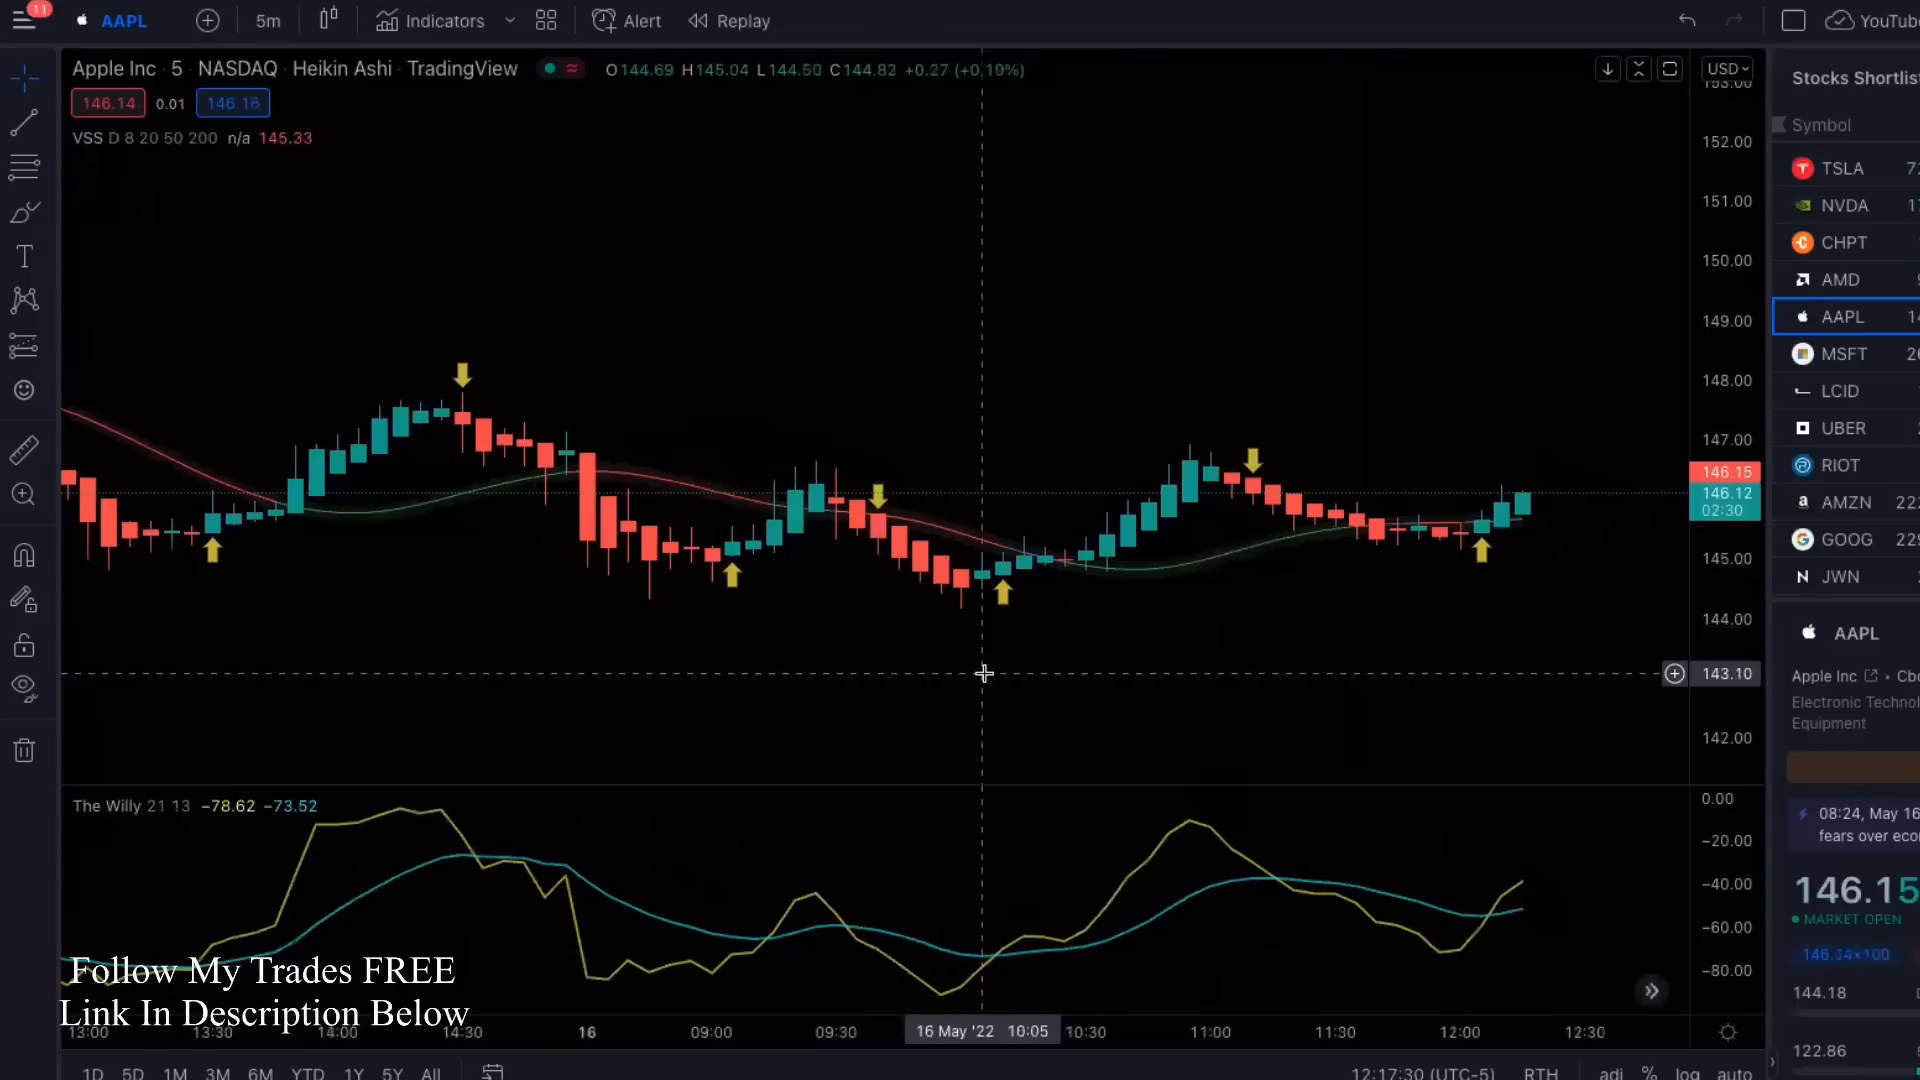 11
AAPL
5m
Indicators
Alert
Replay
Apple Inc · 5 · NASDAQ · Heikin Ashi · TradingView
O144.69 H145.04 L144.50 C144.82 +0.27 (+0.19%)
USD
146.14 0.01 146.16
VSS D 8 20 50 200 n/a 145.33
153.00
152.00
151.00
150.00
149.00
148.00
147.00
146.15
146.12
02:30
145.00
144.00
143.10
142.00
The Willy 21 13 −78.62 −73.52
0.00
−20.00
−40.00
−60.00
−80.00
Follow My Trades FREE
Link In Description Below
13:00 13:30 14:00 14:30 16 09:00 09:30 16 May '22 10:05 10:30 11:00 11:30 12:00 12:30
1D 5D 1M 3M 6M YTD 1Y 5Y All
12:17:30 (UTC-5) RTH adj % log auto
Symbol
TSLA
NVDA
CHPT
AMD
AAPL
MSFT
LCID
UBER
RIOT
AMZN
GOOG
JWN
AAPL
Apple Inc
Equipment
08:24, May 16
fears over
146.15
MARKET OPEN
144.18
122.86